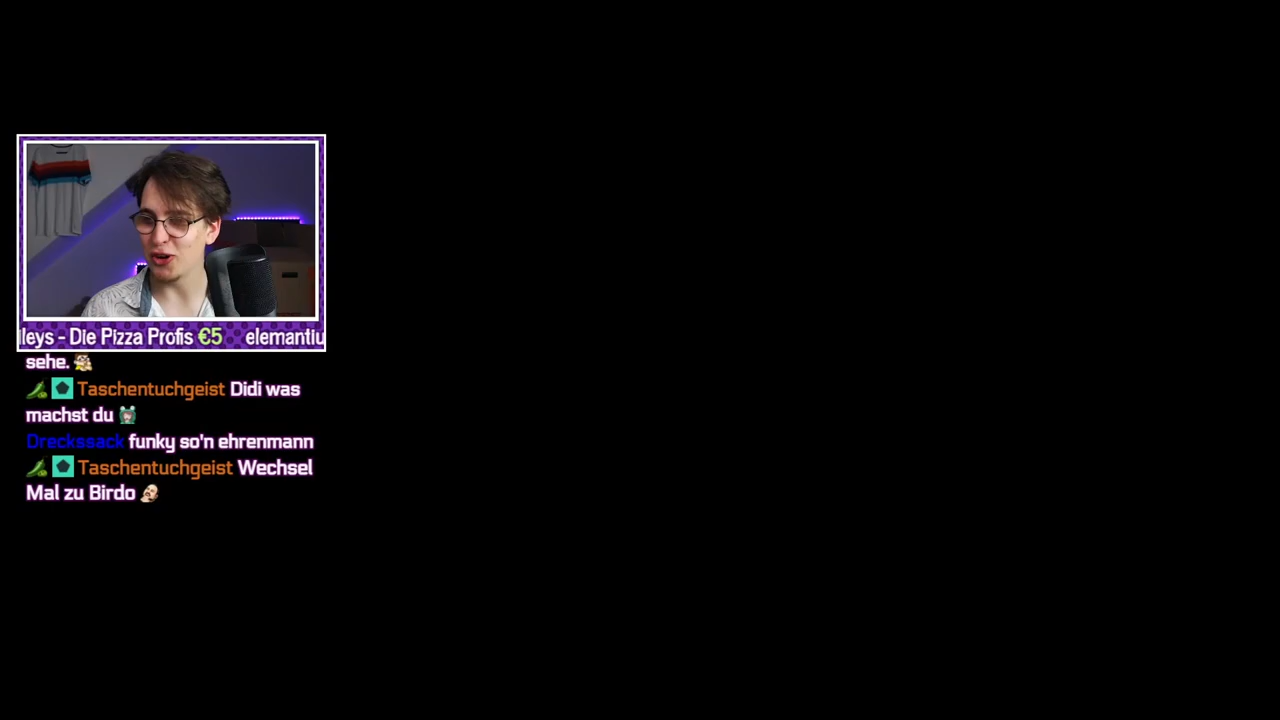 leys - Die Pizza Profis €5 elemantiu
sehe.
Taschentuchgeist Didi was
machst du
Dreckssack funky so'n ehrenmann
Taschentuchgeist Wechsel
Mal zu Birdo